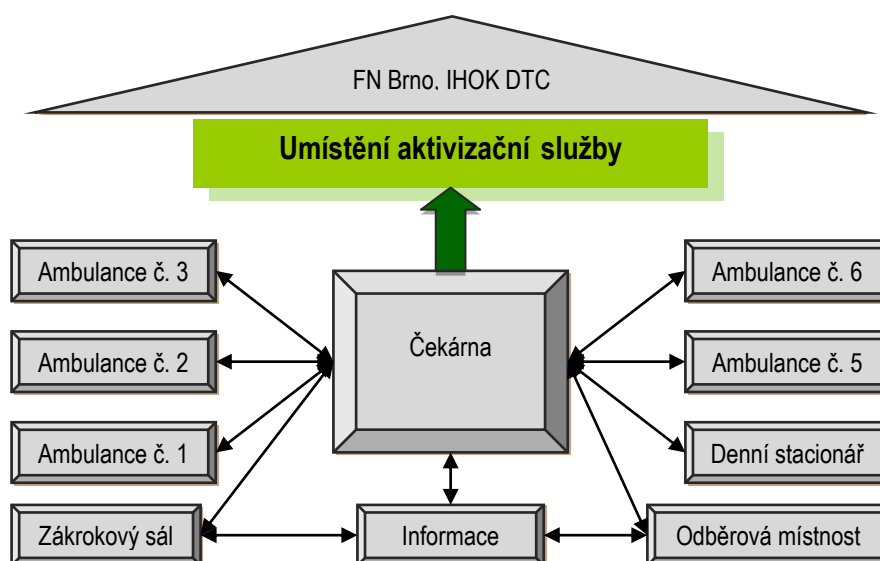 FN Brno, IHOK DTC
Umístění aktivizační služby
Ambulance č. 3
Ambulance č. 6
Čekárna
Ambulance č. 2
Ambulance č. 5
Ambulance č. 1
Denní stacionář
Zákrokový sál
Informace
Odběrová místnost